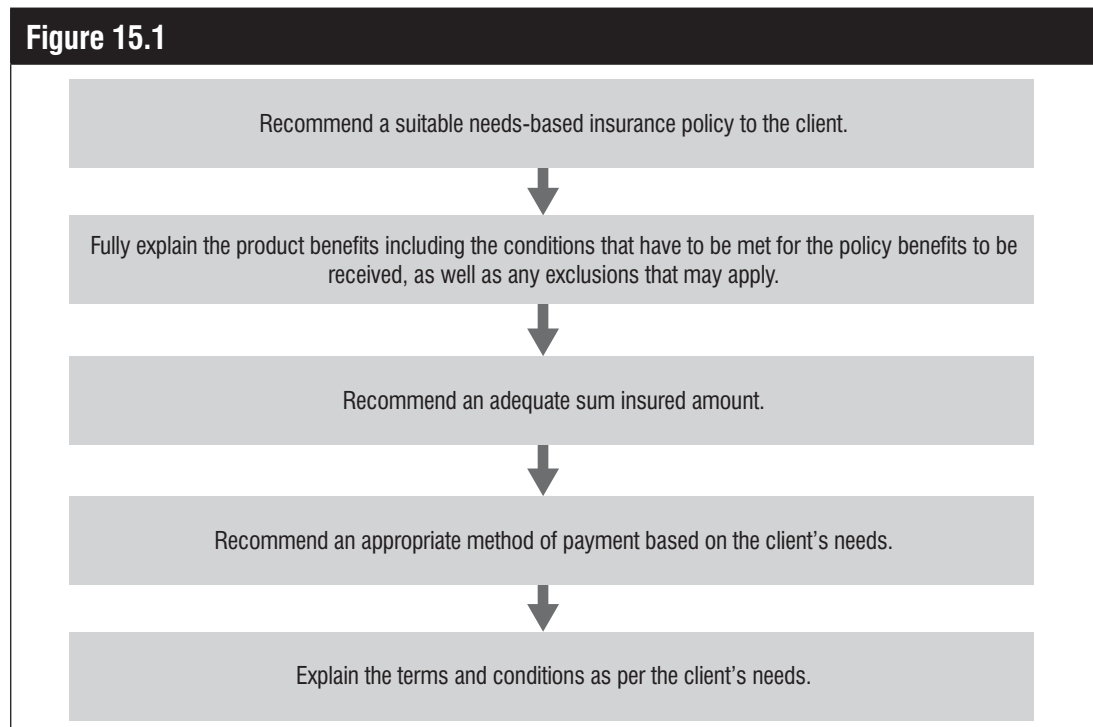 Figure 15.1
Recommend a suitable needs-based insurance policy to the client.
Fully explain the product benefits including the conditions that have to be met for the policy benefits to be
received, as well as any exclusions that may apply.
Recommend an adequate sum insured amount.
Recommend an appropriate method of payment based on the client’s needs.
Explain the terms and conditions as per the client’s needs.